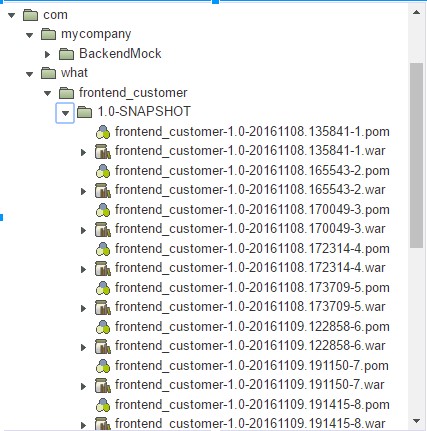 com
mycompany
BackendMock
what
frontend_customer
1.0-SNAPSHOT
frontend_customer-1.0-20161108.135841-1.pom
frontend_customer-1.0-20161108.135841-1.war
frontend_customer-1.0-20161108.165543-2.pom
frontend_customer-1.0-20161108.165543-2.war
frontend_customer-1.0-20161108.170049-3.pom
frontend_customer-1.0-20161108.170049-3.war
frontend_customer-1.0-20161108.172314-4.pom
frontend_customer-1.0-20161108.172314-4.war
frontend_customer-1.0-20161108.173709-5.pom
frontend_customer-1.0-20161108.173709-5.war
frontend_customer-1.0-20161109.122858-6.pom
frontend_customer-1.0-20161109.122858-6.war
frontend_customer-1.0-20161109.191150-7.pom
frontend_customer-1.0-20161109.191150-7.war
frontend_customer-1.0-20161109.191415-8.pom
frontend_customer-1.0-20161109.191415-8.war